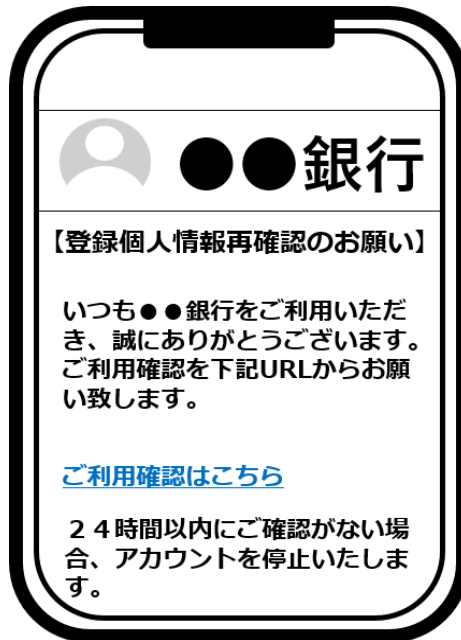 ●●銀行
【登録個人情報再確認のお願い】
いつも●●銀行をご利用いただ
き、誠にありがとうございます。
ご利用確認を下記URLからお願
い致します。
ご利用確認はこちら
２４時間以内にご確認がない場
合、アカウントを停止いたしま
す。